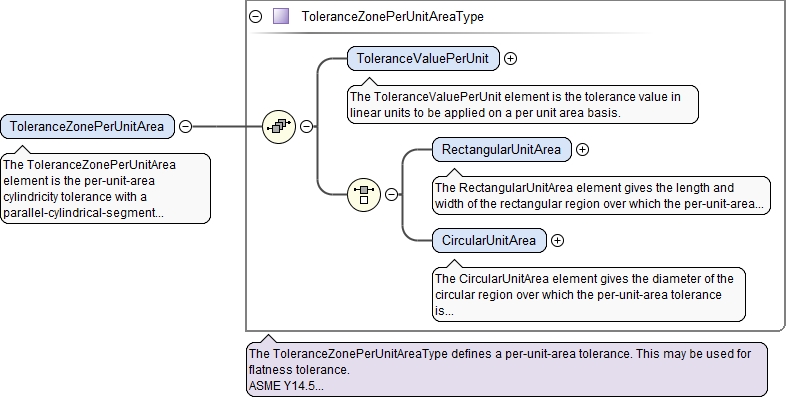 ToleranceZonePerUnitAreaType
ToleranceValuePerUnit
The ToleranceValuePerUnit element is the tolerance value in
linear units to be applied on a per unit area basis.
ToleranceZonePerUnitArea
The ToleranceZonePerUnitArea
element is the per-unit-area
cylindricity tolerance with a
parallel-cylindrical-segment...
RectangularUnitArea
The RectangularUnitArea element gives the length and
width of the rectangular region over which the per-unit-area...
CircularUnitArea
The CircularUnitArea element gives the diameter of the
circular region over which the per-unit-area tolerance
is...
The ToleranceZonePerUnitAreaType defines a per-unit-area tolerance. This may be used for
flatness tolerance.
ASME Y14.5...